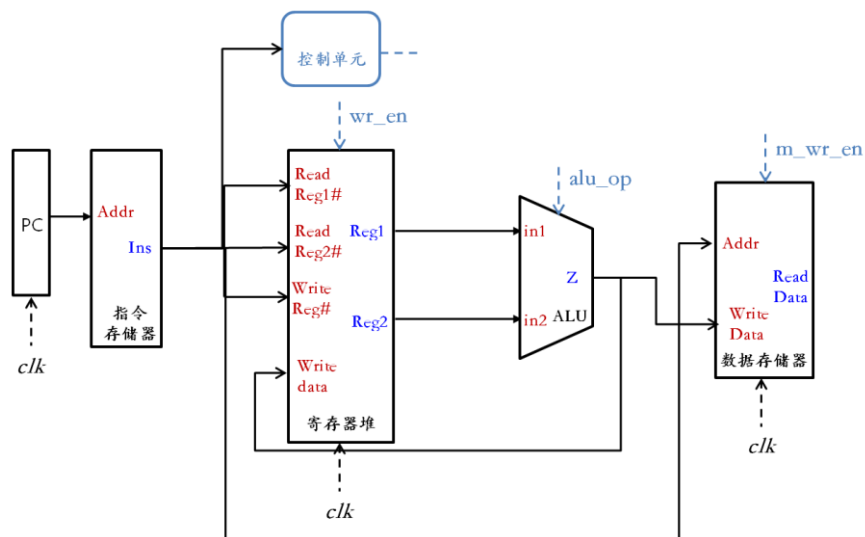 控制单元
wr_en
m_wr_en
alu_op
PC
Addr
Ins
指令
存储器
clk
Read
Reg1#
Read
Reg2#
Write
Reg#
Write
data
Reg1
Reg2
寄存器堆
clk
in1
in2
Z
ALU
Addr
Read
Data
Write
Data
数据存储器
clk